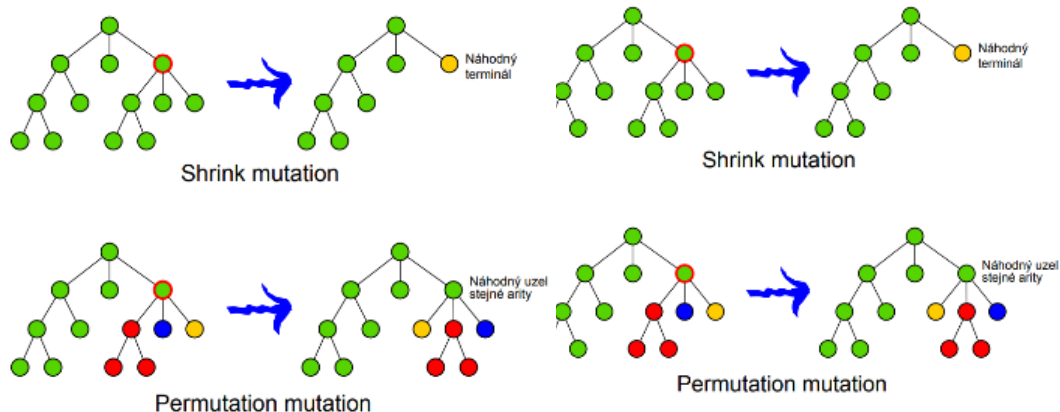 Náhodný
terminál
Shrink mutation
Náhodný
terminál
Shrink mutation
Náhodný uzel
stejné arity
Permutation mutation
Náhodný uzel
stejné arity
Permutation mutation